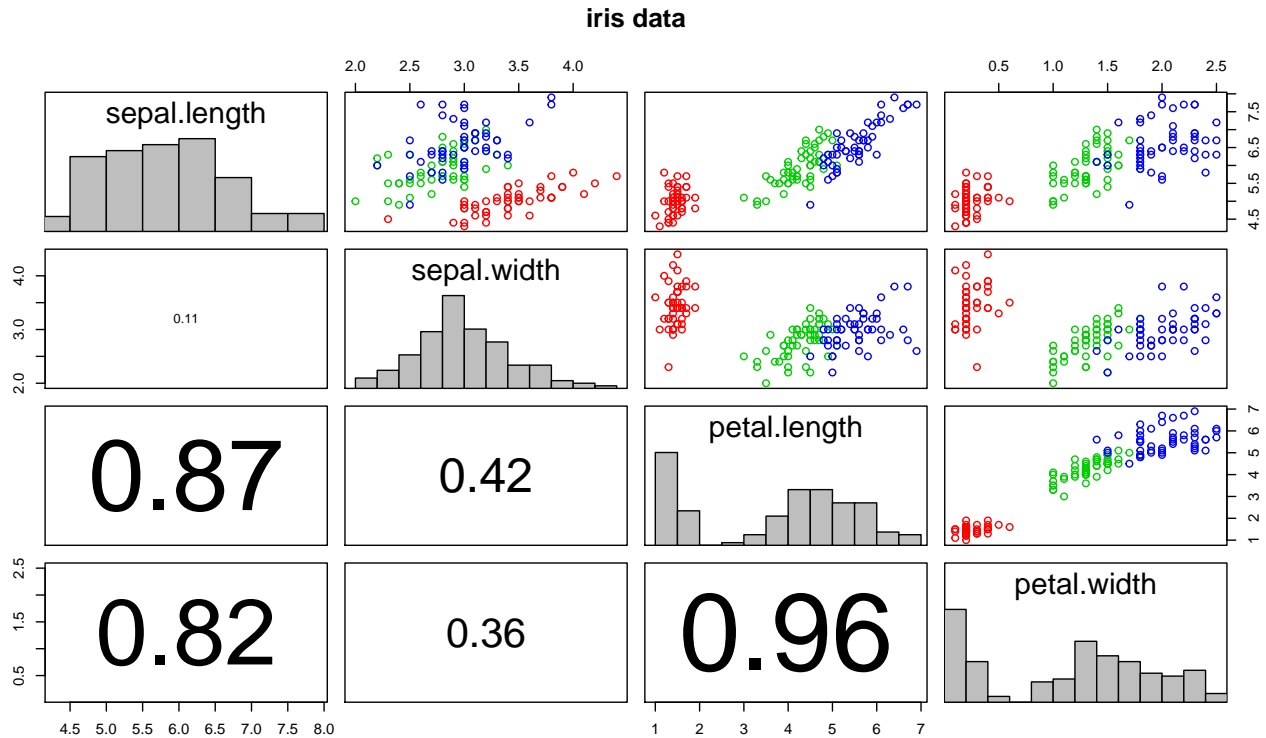 iris data
2.0 2.5 3.0 3.5 4.0
0.5 1.0 1.5 2.0 2.5
sepal.length
4.5 5.5 6.5 7.5
2.0 3.0 4.0
0.11
sepal.width
0.87
0.42
petal.length
1 2 3 4 5 6 7
0.5 1.5 2.5
0.82
0.36
0.96
petal.width
4.5 5.0 5.5 6.0 6.5 7.0 7.5 8.0
1 2 3 4 5 6 7